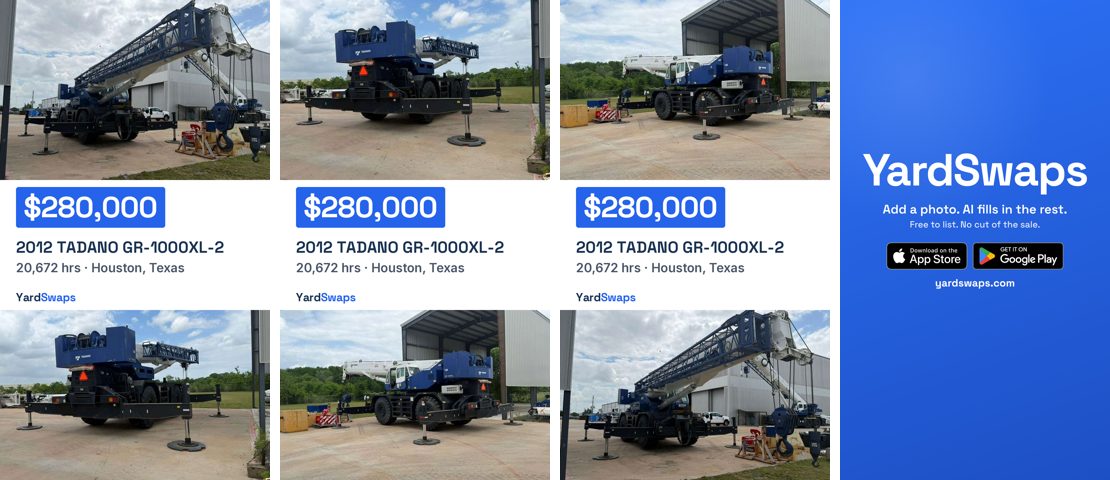 $280,000
2012 TADANO GR-1000XL-2
20,672 hrs · Houston, Texas
YardSwaps
$280,000
2012 TADANO GR-1000XL-2
20,672 hrs · Houston, Texas
YardSwaps
$280,000
2012 TADANO GR-1000XL-2
20,672 hrs · Houston, Texas
YardSwaps
YardSwaps
Add a photo. AI fills in the rest.
Free to list. No cut of the sale.
Download on the
App Store
GET IT ON
Google Play
yardswaps.com
TADANO
TADANO